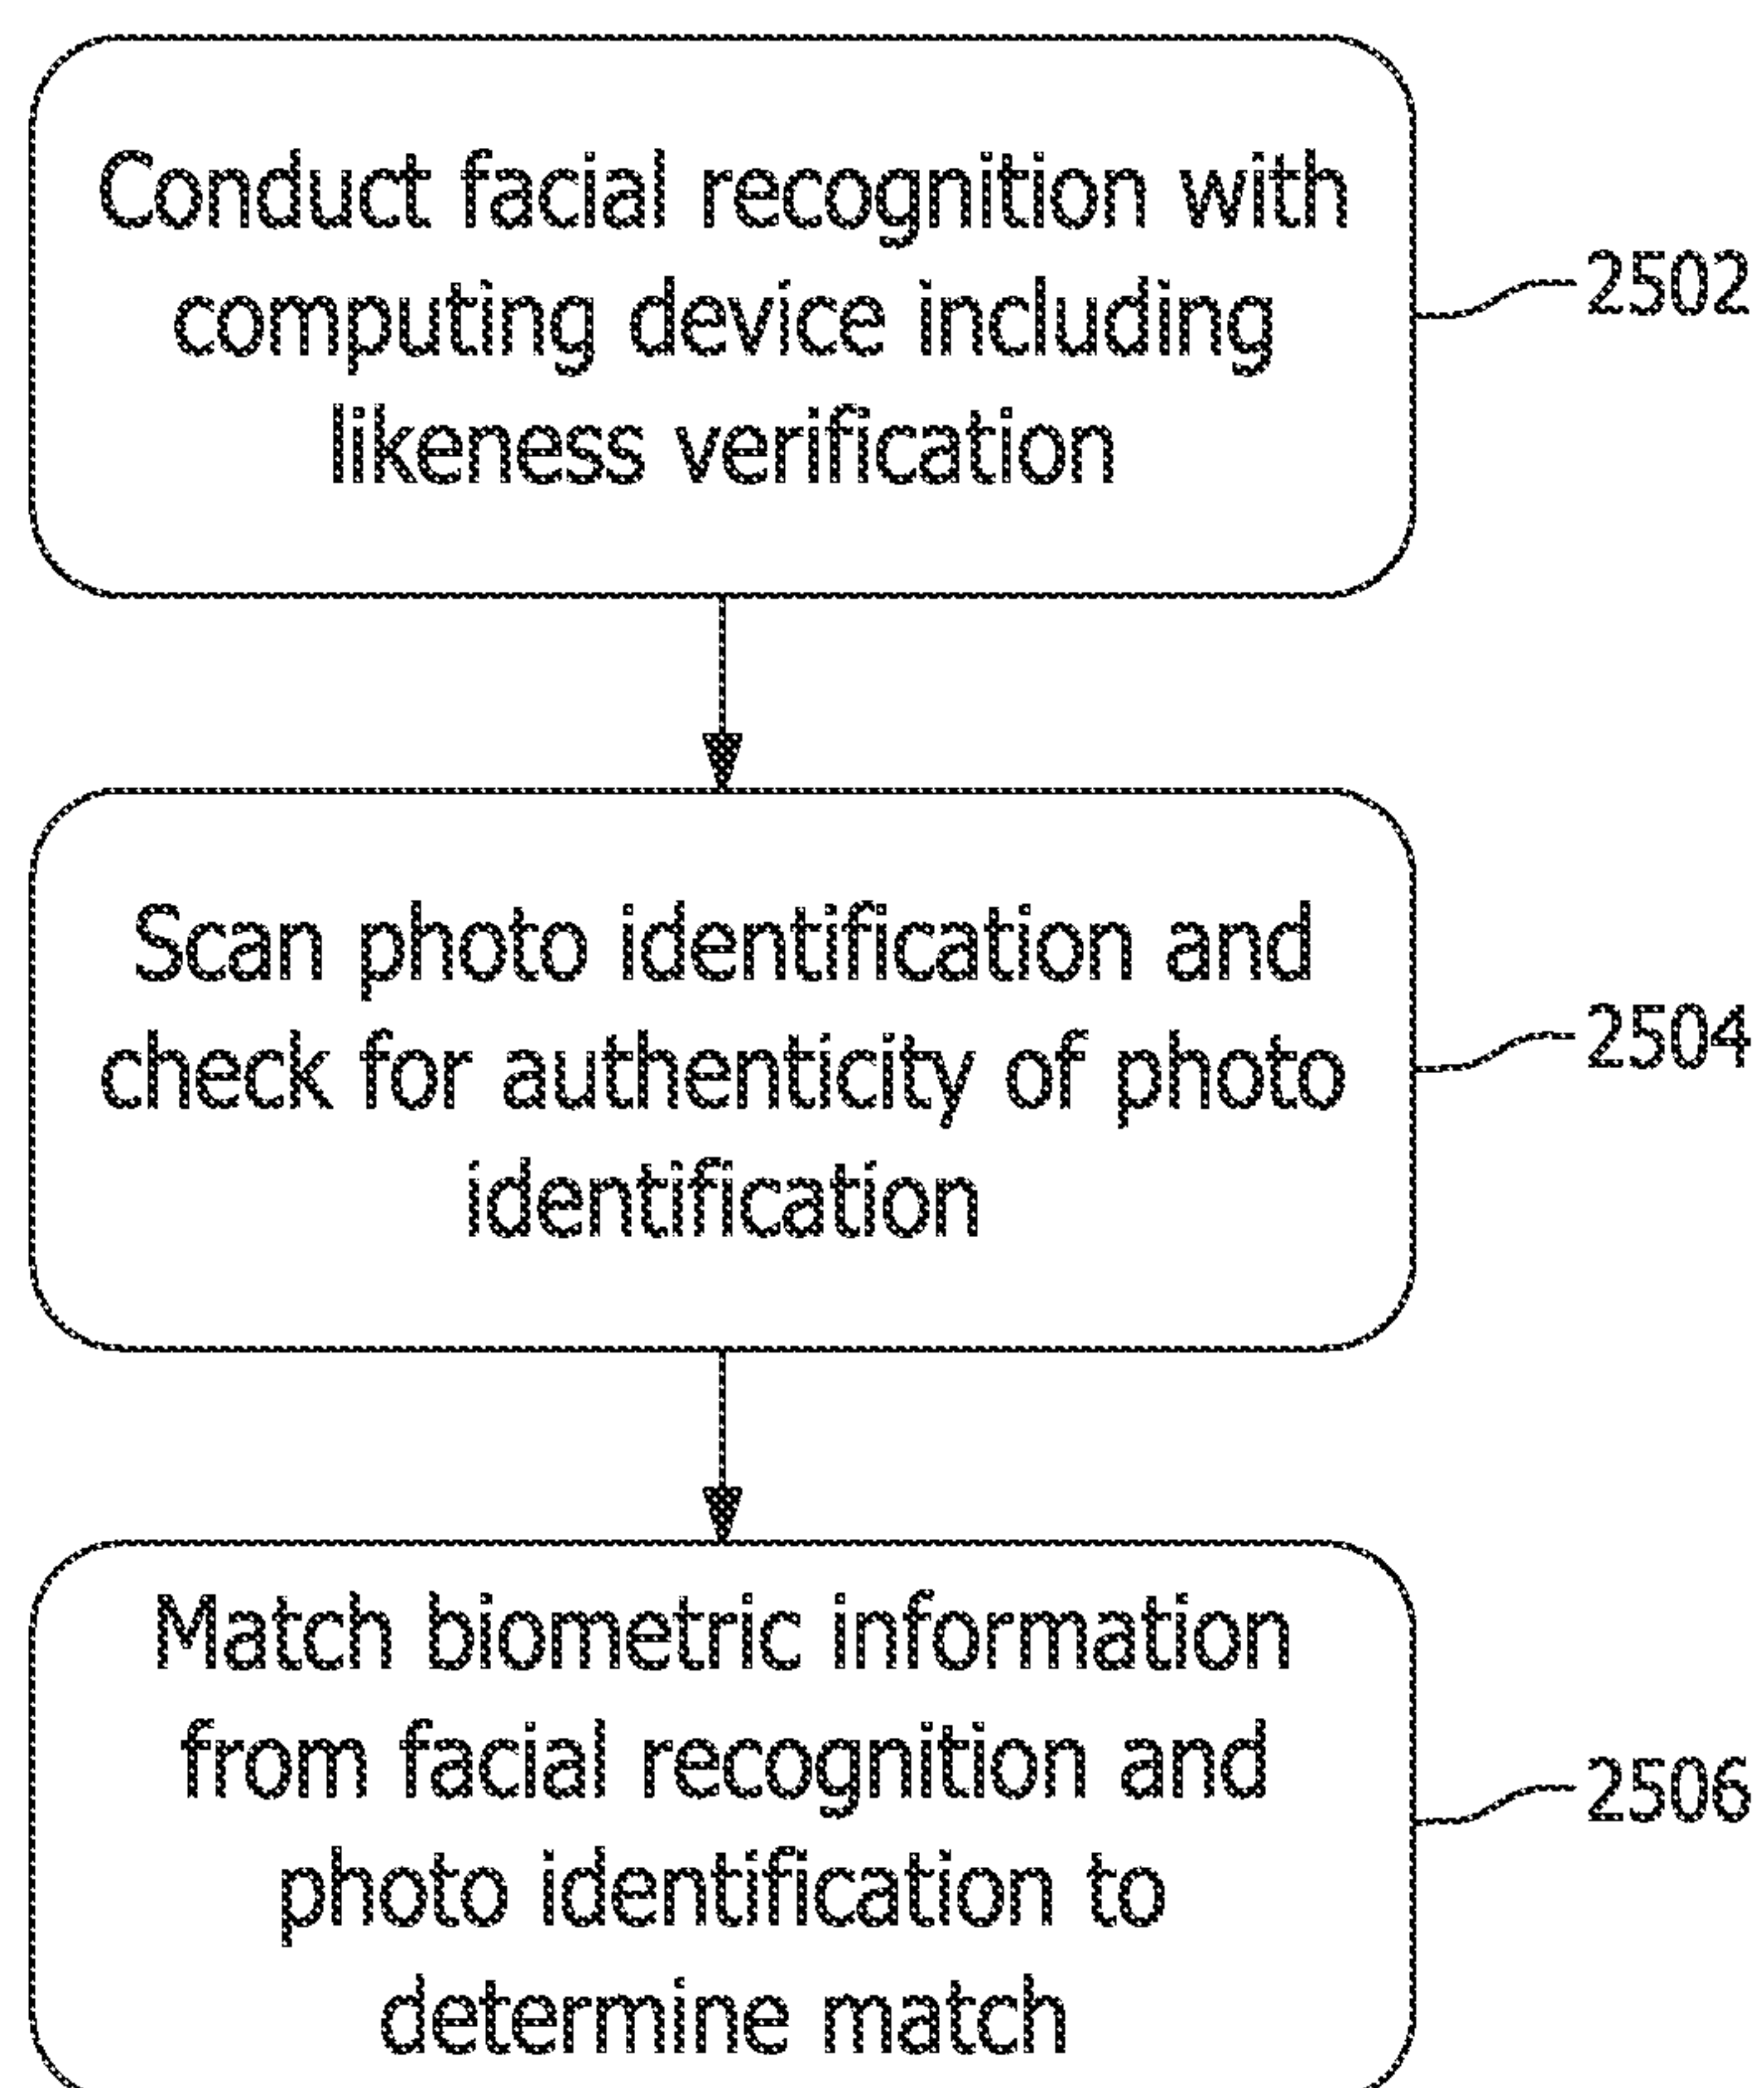 Conduct facial recognition with
computing device including
likeness verification
2502
Scan photo identification and
check for authenticity of photo
identification
2504
Match biometric information
from facial recognition and
photo identification to
determine match
2506